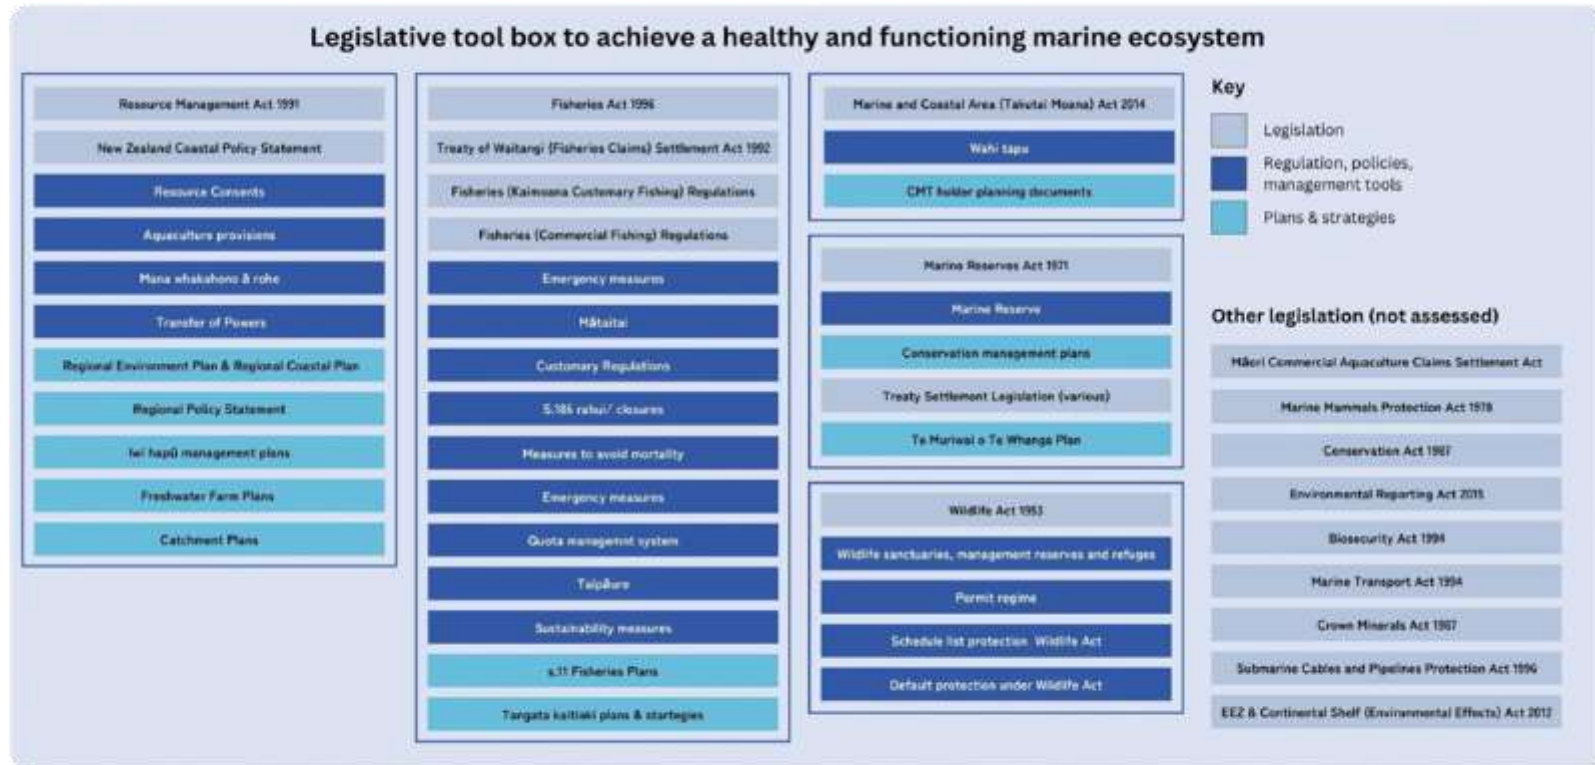 Legislative tool box to achieve a healthy and functioning marine ecosystem
Resource Management Act 1991
New Zealand Coastal Policy Statement
Resource Consents
Aquaculture provisions
Mana whakahono ā rohe
Transfer of Powers
Regional Environment Plan & Regional Coastal Plan
Regional Policy Statement
Iwi hapū management plans
Freshwater Farm Plans
Catchment Plans
Fisheries Act 1996
Treaty of Waitangi (Fisheries Claims) Settlement Act 1992
Fisheries (Kaimoana Customary Fishing) Regulations
Fisheries (Commercial Fishing) Regulations
Emergency measures
Mātaitai
Customary Regulations
S.186 rahui/ closures
Measures to avoid mortality
Emergency measures
Quota managemnt system
Taipāure
Sustainability measures
s.11 Fisheries Plans
Tangata kaitiaki plans & startegies
Marine and Coastal Area (Takutai Moana) Act 2014
Wahi tapu
CMT holder planning documents
Marine Reserves Act 1971
Marine Reserve
Conservation management plans
Treaty Settlement Legislation (various)
Te Muriwai o Te Whanga Plan
Wildlife Act 1953
Wildlife sanctuaries, management reserves and refuges
Permit regime
Schedule list protection Wildlife Act
Default protection under Wildlife Act
Key
Legislation
Regulation, policies,
management tools
Plans & strategies
Other legislation (not assessed)
Māori Commercial Aquaculture Claims Settlement Act
Marine Mammals Protection Act 1978
Conservation Act 1987
Environmental Reporting Act 2015
Biosecurity Act 1994
Marine Transport Act 1994
Crown Minerals Act 1987
Submarine Cables and Pipelines Protection Act 1996
EEZ & Continental Shelf (Environmental Effects) Act 2012